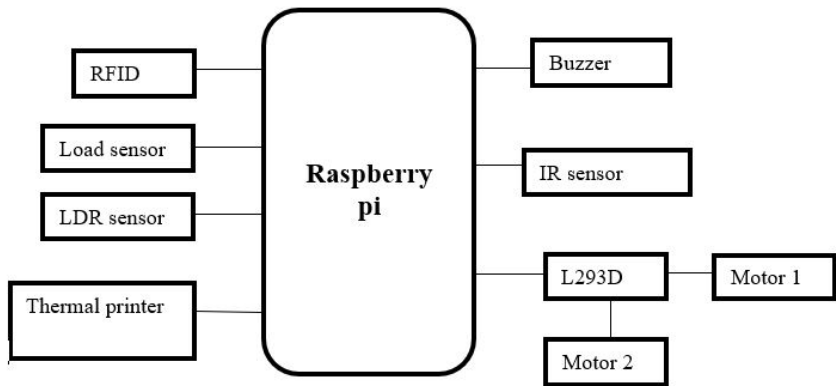 RFID
Load sensor
LDR sensor
Thermal printer
Raspberry
pi
Buzzer
IR sensor
L293D
Motor 1
Motor 2